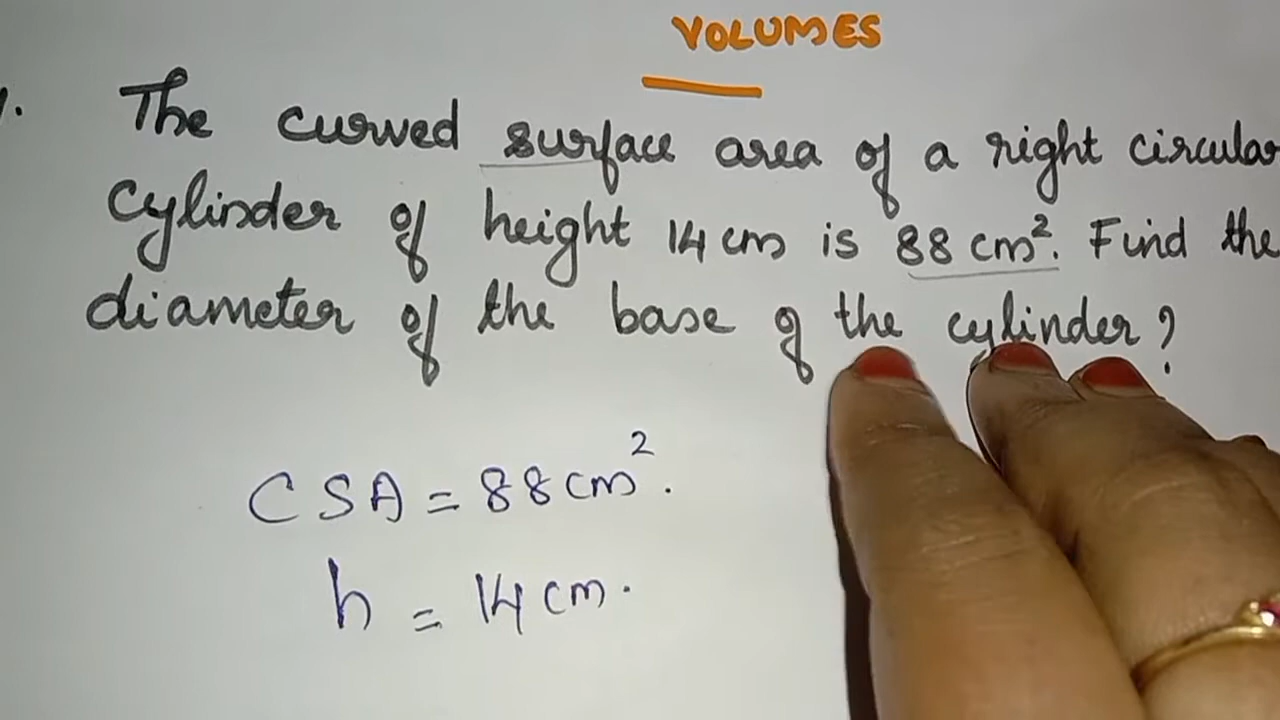 VOLUMES
The curved surface area of a right circular
cylinder of height 14 cm is 88 cm². Find the
diameter of the base of the cylinder?
CSA = 88 cm².
h = 14 cm.